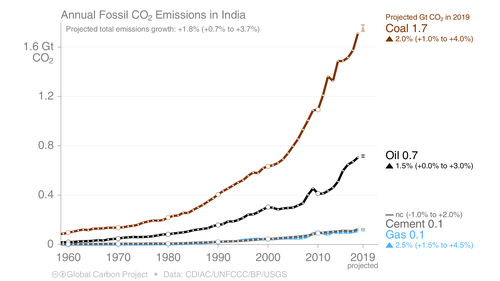 Annual Fossil CO2 Emissions in India
Projected total emissions growth: +1.8% (+0.7% to +3.7%)
Projected Gt CO2 in 2019
Coal 1.7
▲ 2.0% (+1.0% to +4.0%)
1.6 Gt
CO2
1.2
0.8
Oil 0.7
▲ 1.5% (+0.0% to +3.0%)
0.4
nc (-1.0% to +2.0%)
Cement 0.1
Gas 0.1
▲ 2.5% (+1.5% to +4.5%)
0
1960 1970 1980 1990 2000 2010 2019
projected
Global Carbon Project • Data: CDIAC/UNFCCC/BP/USGS